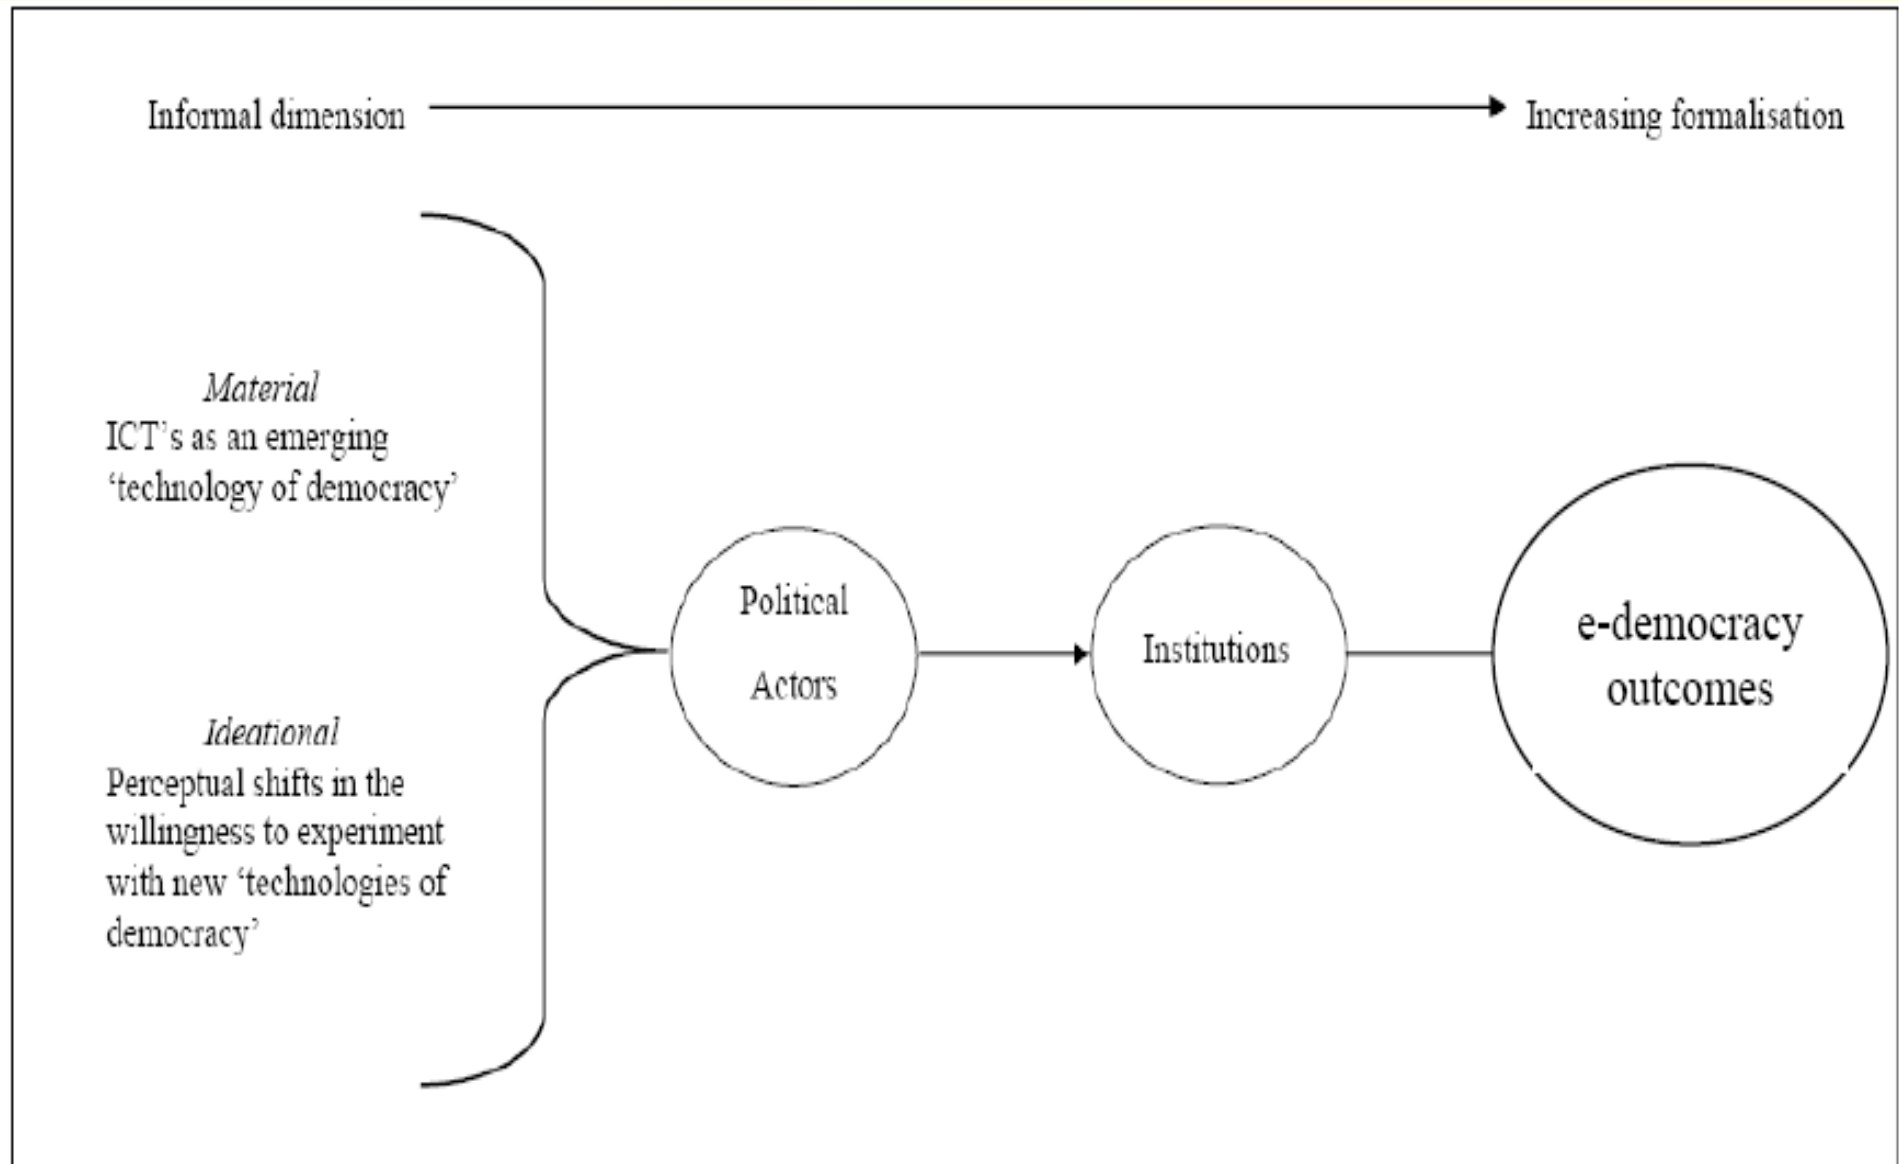 Informal dimension
Increasing formalisation
Material
ICT’s as an emerging
‘technology of democracy’
Ideational
Perceptual shifts in the
willingness to experiment
with new ‘technologies of
democracy’
Political
Actors
Institutions
e-democracy
outcomes